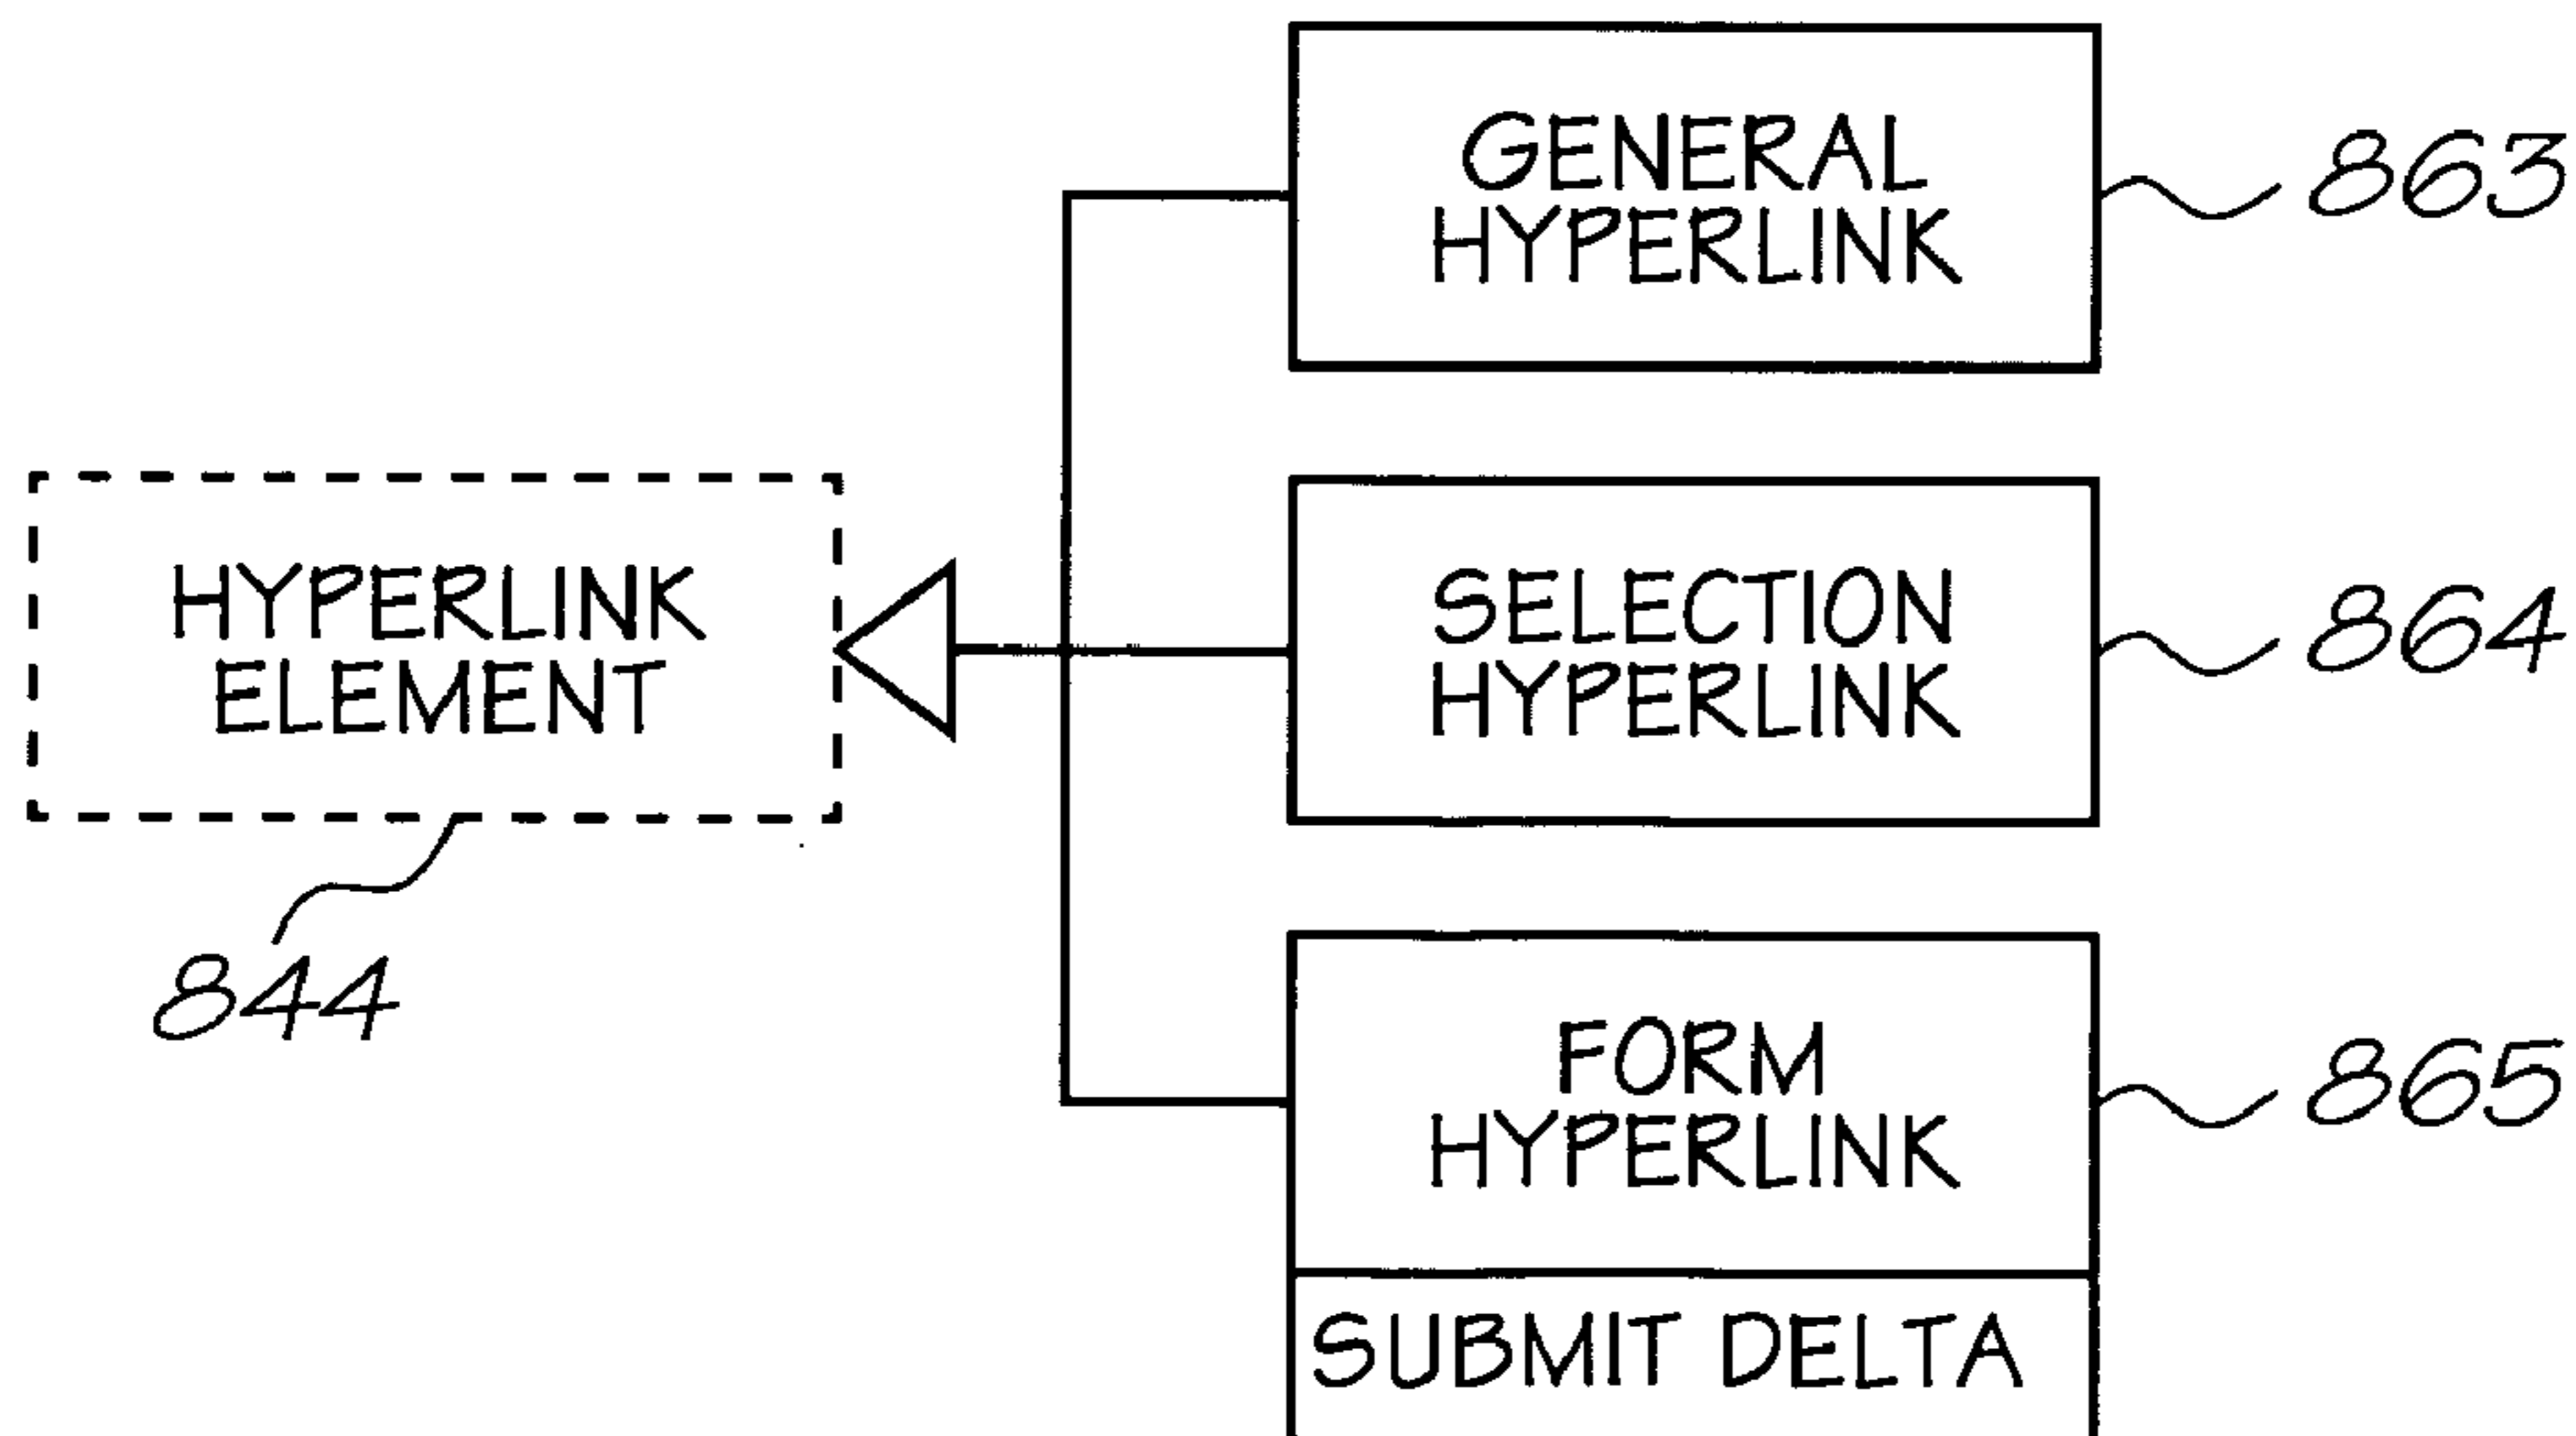 GENERAL
HYPERLINK
863
HYPERLINK
ELEMENT
844
SELECTION
HYPERLINK
864
FORM
HYPERLINK
865
SUBMIT DELTA